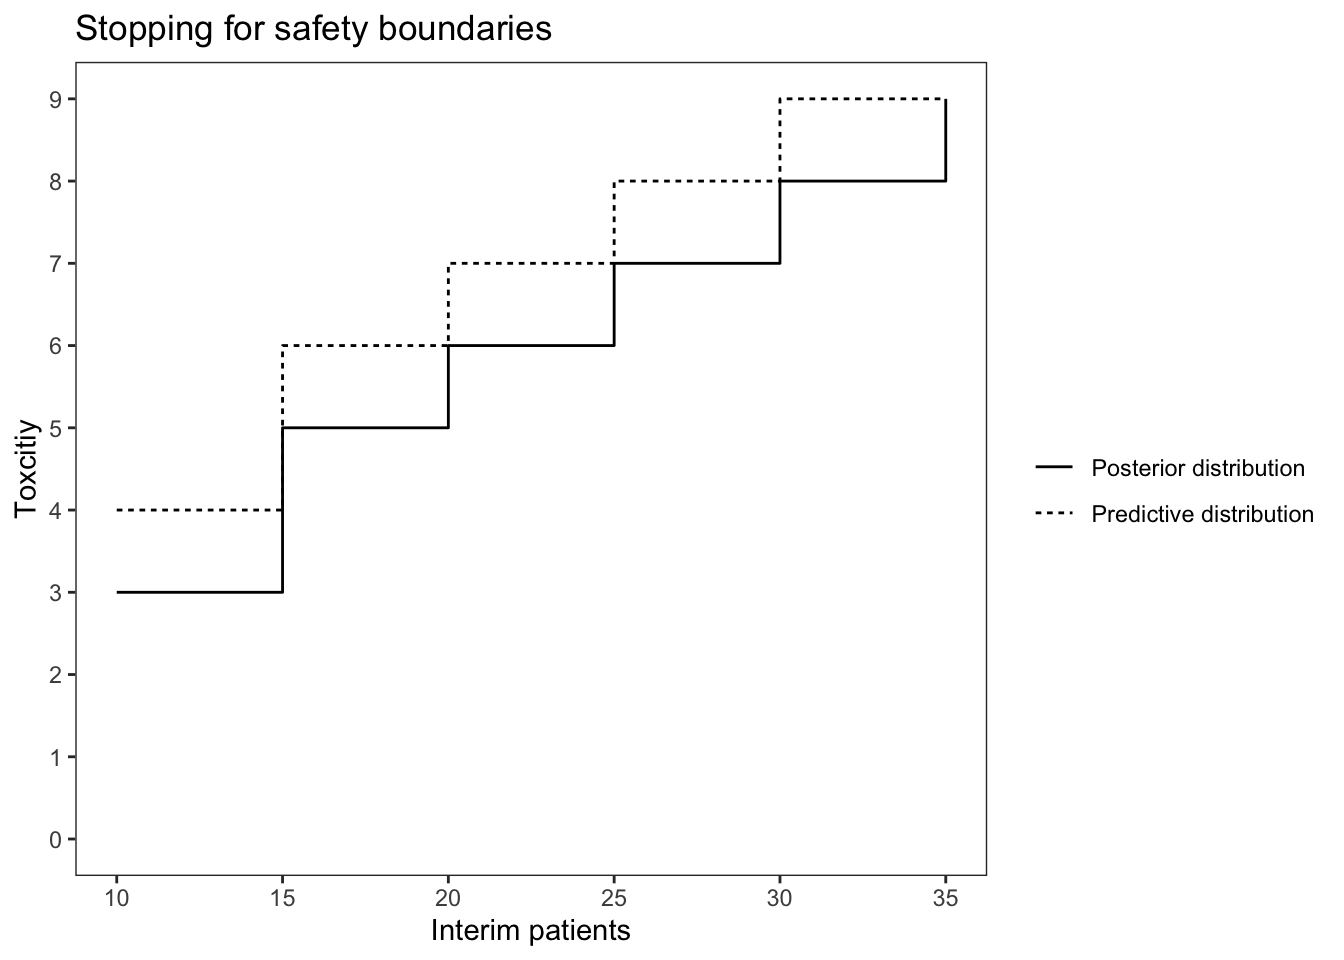 Stopping for safety boundaries
9
8
7
6
5
4
3
2
1
0
Toxcitiy
10 15 20 25 30 35
Interim patients
Posterior distribution
Predictive distribution